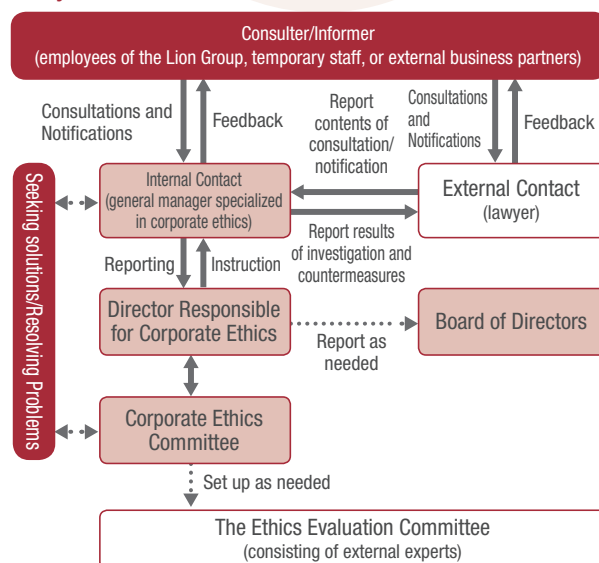 Consulter/Informer
(employees of the Lion Group, temporary staff, or external business partners)
Consultations and
Notifications
Feedback
Report
contents of
consultation/
notification
Consultations
and
Notifications
Feedback
Seeking solutions/Resolving Problems
Internal Contact
(general manager specialized
in corporate ethics)
External Contact
(lawyer)
Report results
of investigation and
countermeasures
Reporting
Instruction
Director Responsible
for Corporate Ethics
Report as
needed
Board of Directors
Corporate Ethics
Committee
Set up as needed
The Ethics Evaluation Committee
(consisting of external experts)